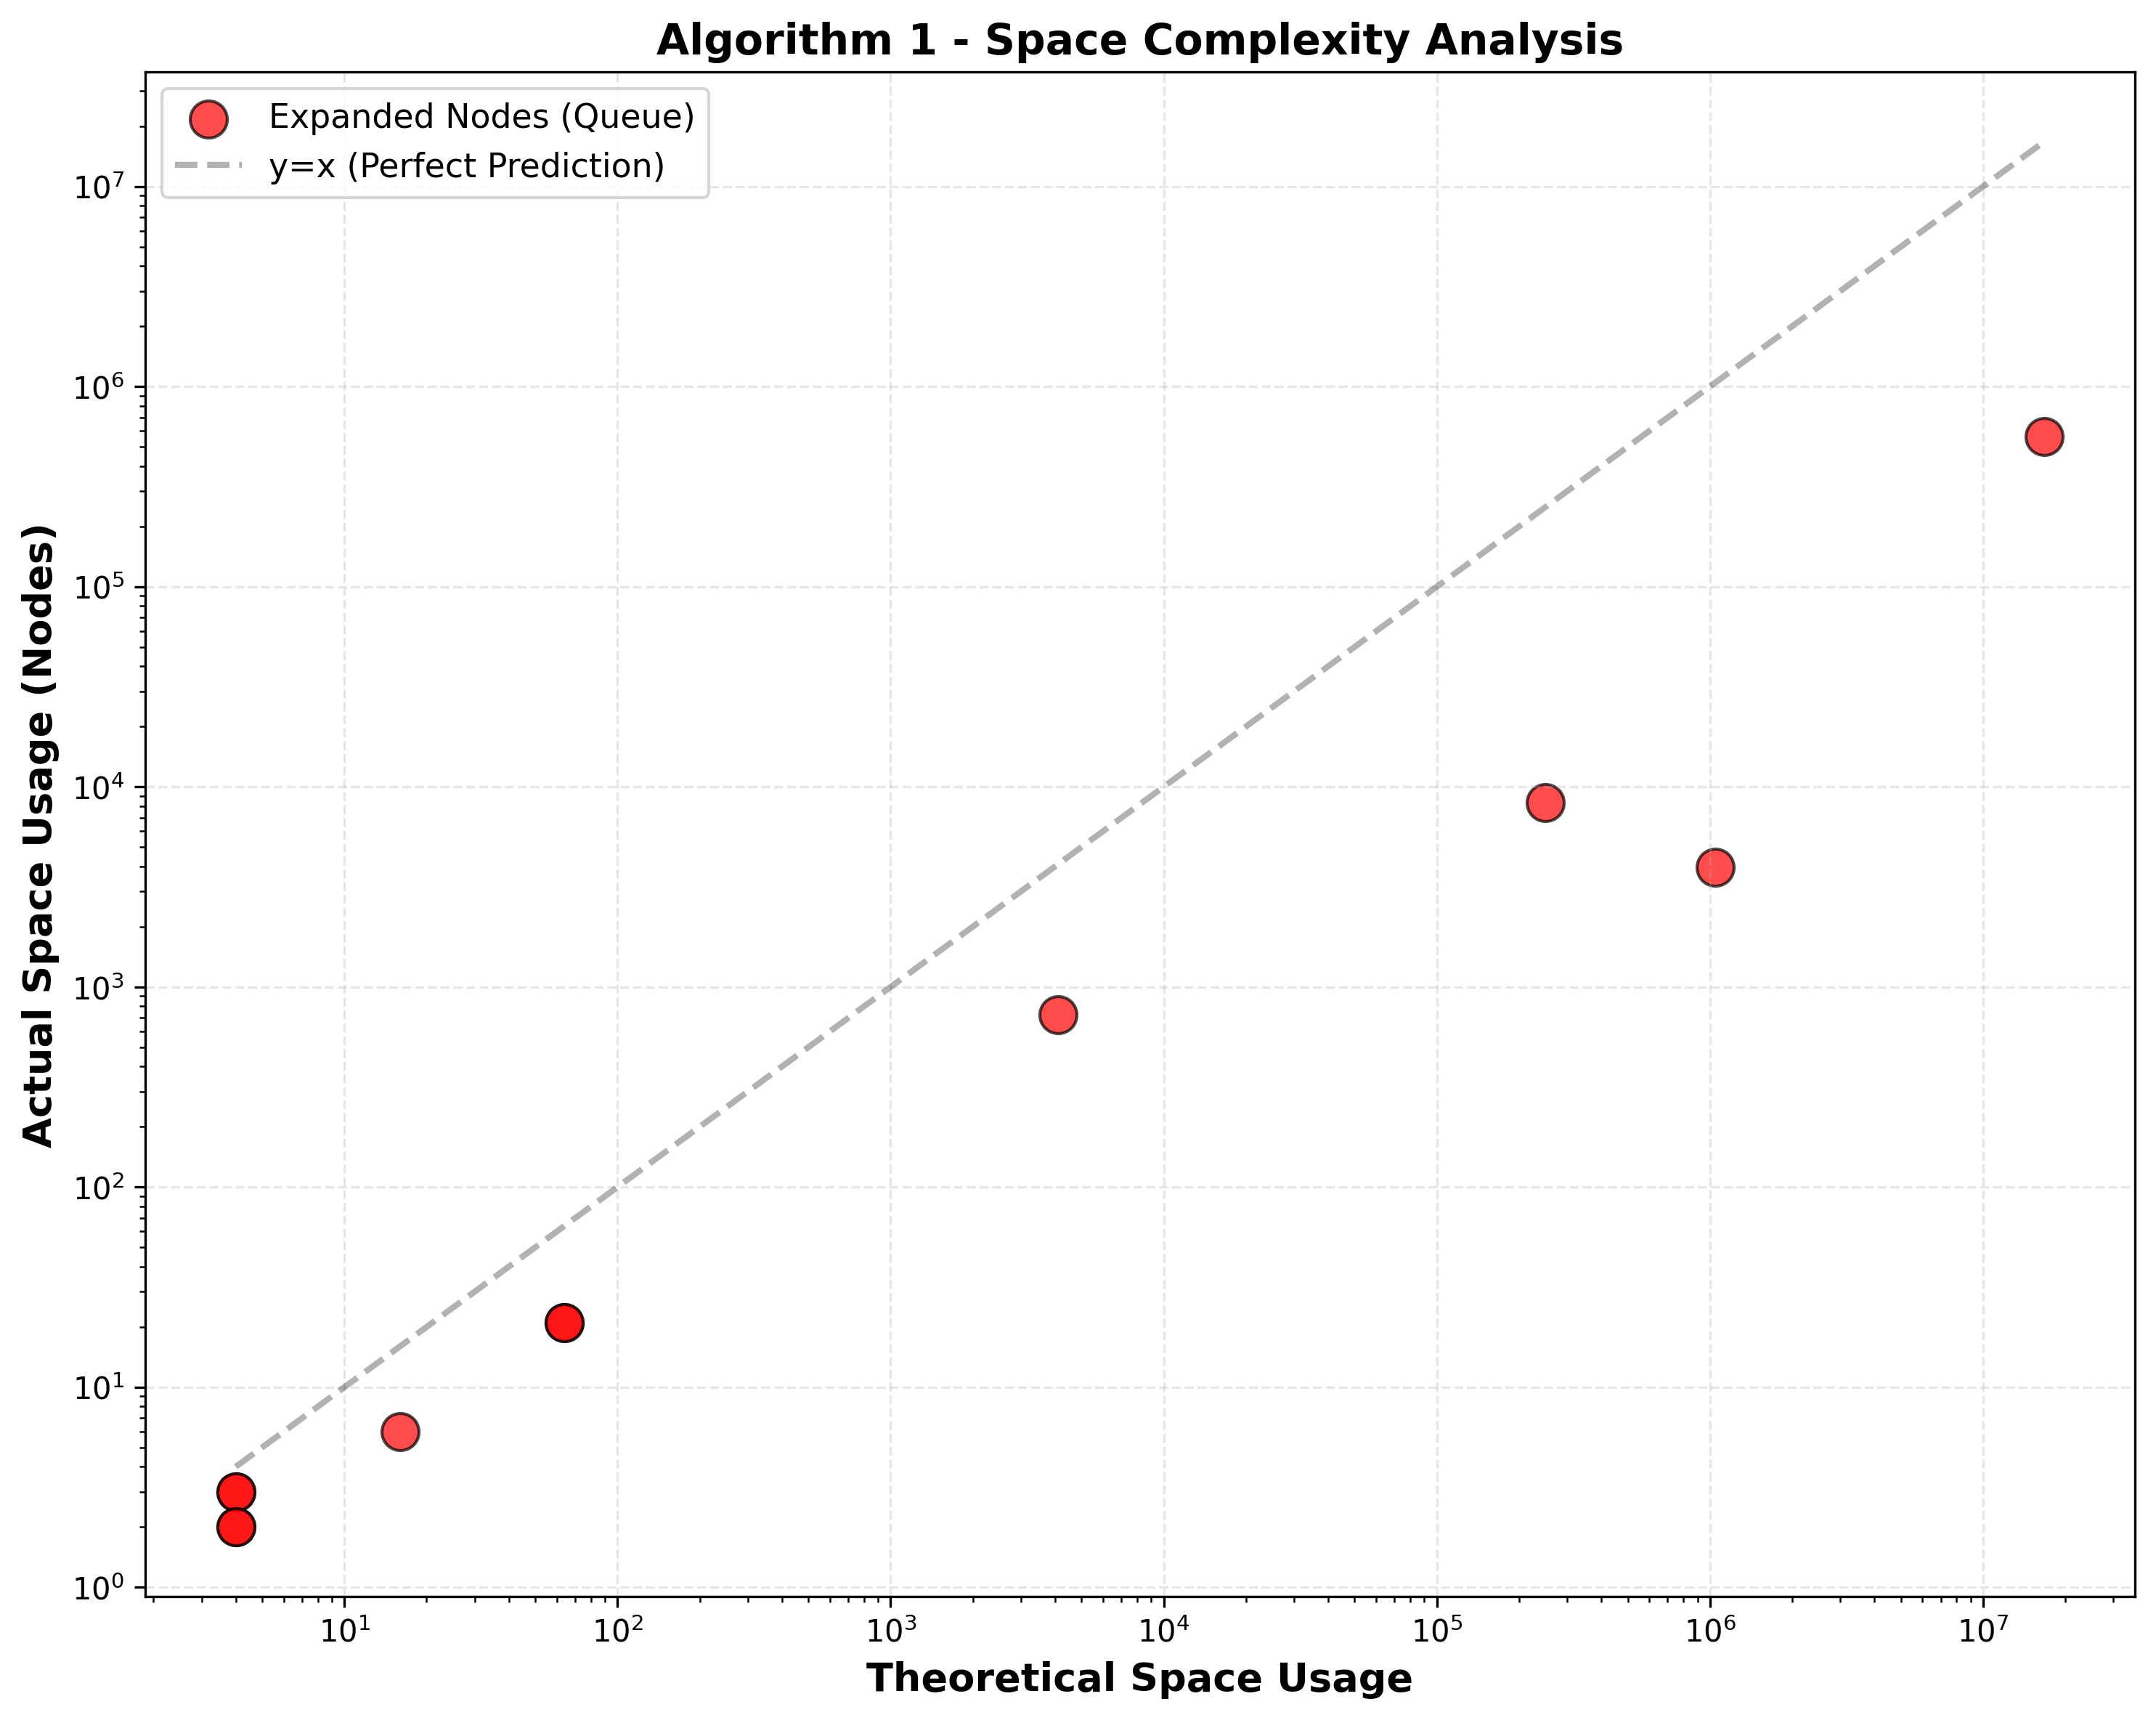 Algorithm 1 - Space Complexity Analysis
Expanded Nodes (Queue)
y=x (Perfect Prediction)
10⁷
10⁶
10⁵
10⁴
10³
10²
10¹
10⁰
Actual Space Usage (Nodes)
10¹ 10² 10³ 10⁴ 10⁵ 10⁶ 10⁷
Theoretical Space Usage